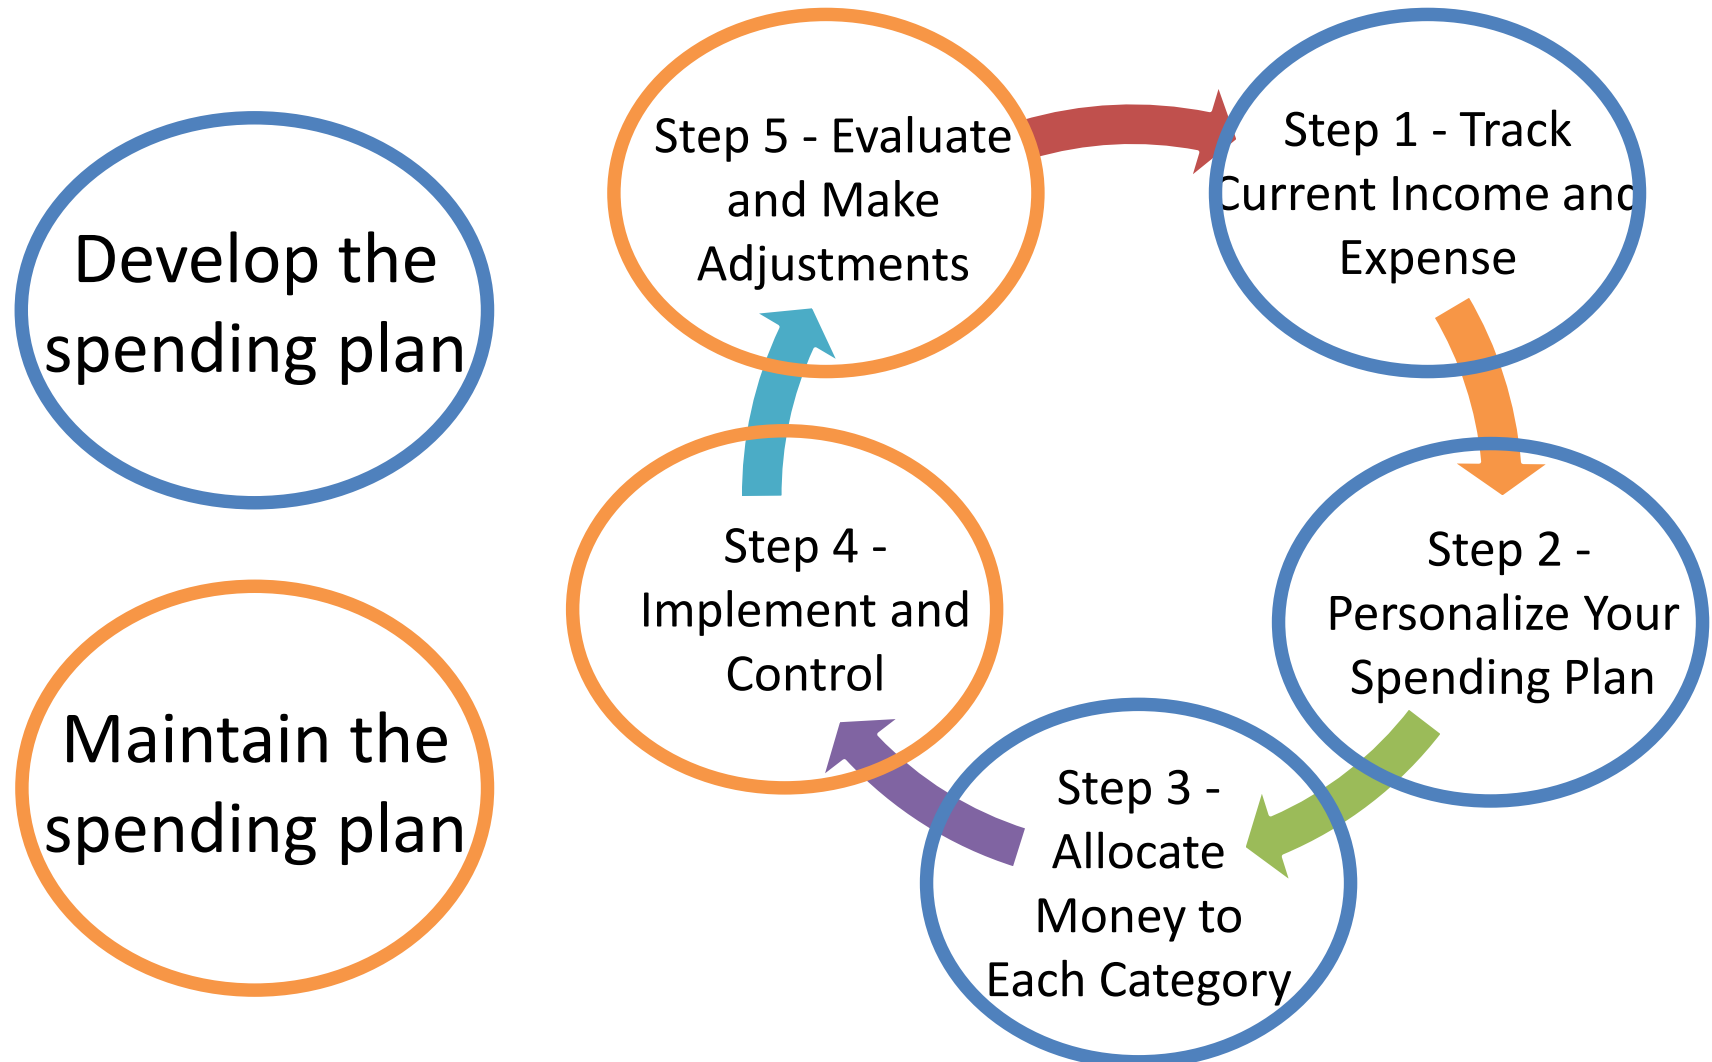 Develop the
spending plan
Maintain the
spending plan
Step 1 - Track
Current Income and
Expense
Step 2 -
Personalize Your
Spending Plan
Step 3 -
Allocate
Money to
Each Category
Step 4 -
Implement and
Control
Step 5 - Evaluate
and Make
Adjustments